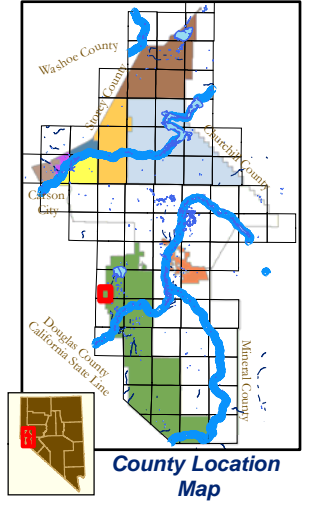 Washoe County
Storey County
Churchill County
Carson
City
Douglas County
California State Line
Mineral County
County Location
Map